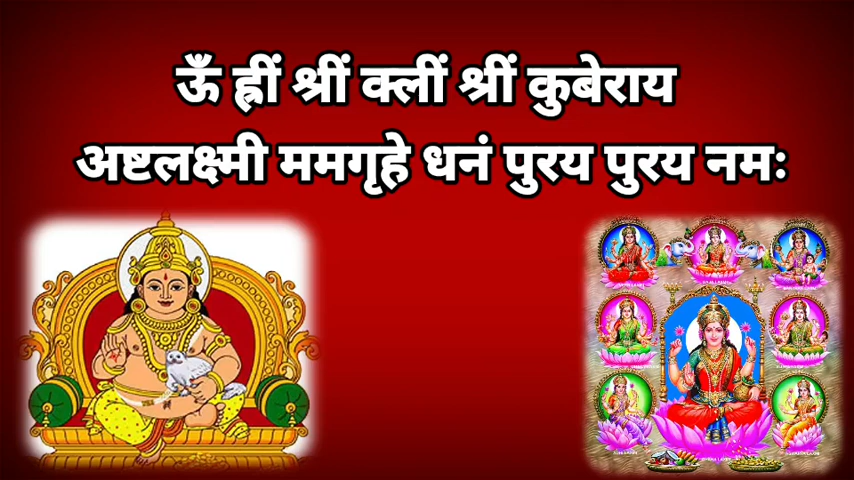 ऊँ ह्रीं श्रीं क्लीं श्रीं कुबेराय
अष्टलक्ष्मी ममगृहे धनं पुरय पुरय नमः